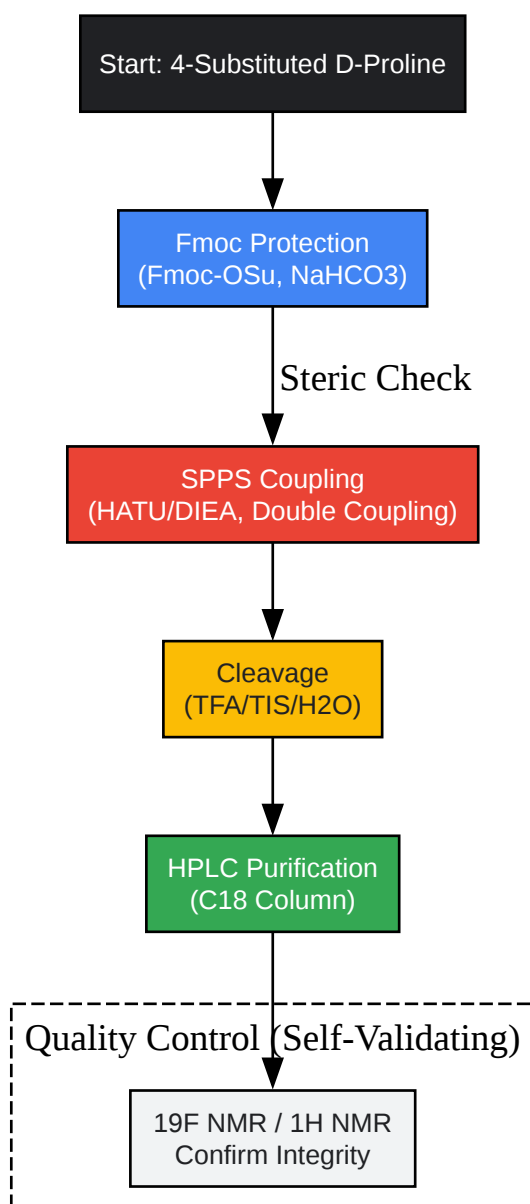 Start: 4-Substituted D-Proline
Fmoc Protection
(Fmoc-OSu, NaHCO3)
Steric Check
SPPS Coupling
(HATU/DIEA, Double Coupling)
Cleavage
(TFA/TIS/H2O)
HPLC Purification
(C18 Column)
Quality Control (Self-Validating)
19F NMR / 1H NMR
Confirm Integrity